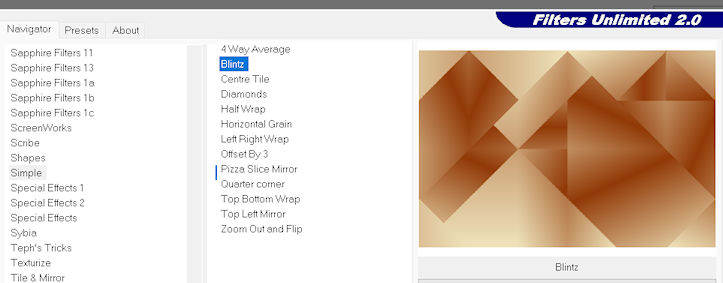 Filters Unlimited 2.0
Navigator
Presets
About
Sapphire Filters 11
Sapphire Filters 13
Sapphire Filters 1a
Sapphire Filters 1b
Sapphire Filters 1c
ScreenWorks
Scribe
Shapes
Simple
Special Effects 1
Special Effects 2
Special Effects
Sybia
Teph's Tricks
Texturize
Tile & Mirror
4 Way Average
Blintz
Centre Tile
Diamonds
Half Wrap
Horizontal Grain
Left Right Wrap
Offset By 3
Pizza Slice Mirror
Quarter corner
Top Bottom Wrap
Top Left Mirror
Zoom Out and Flip
Blintz